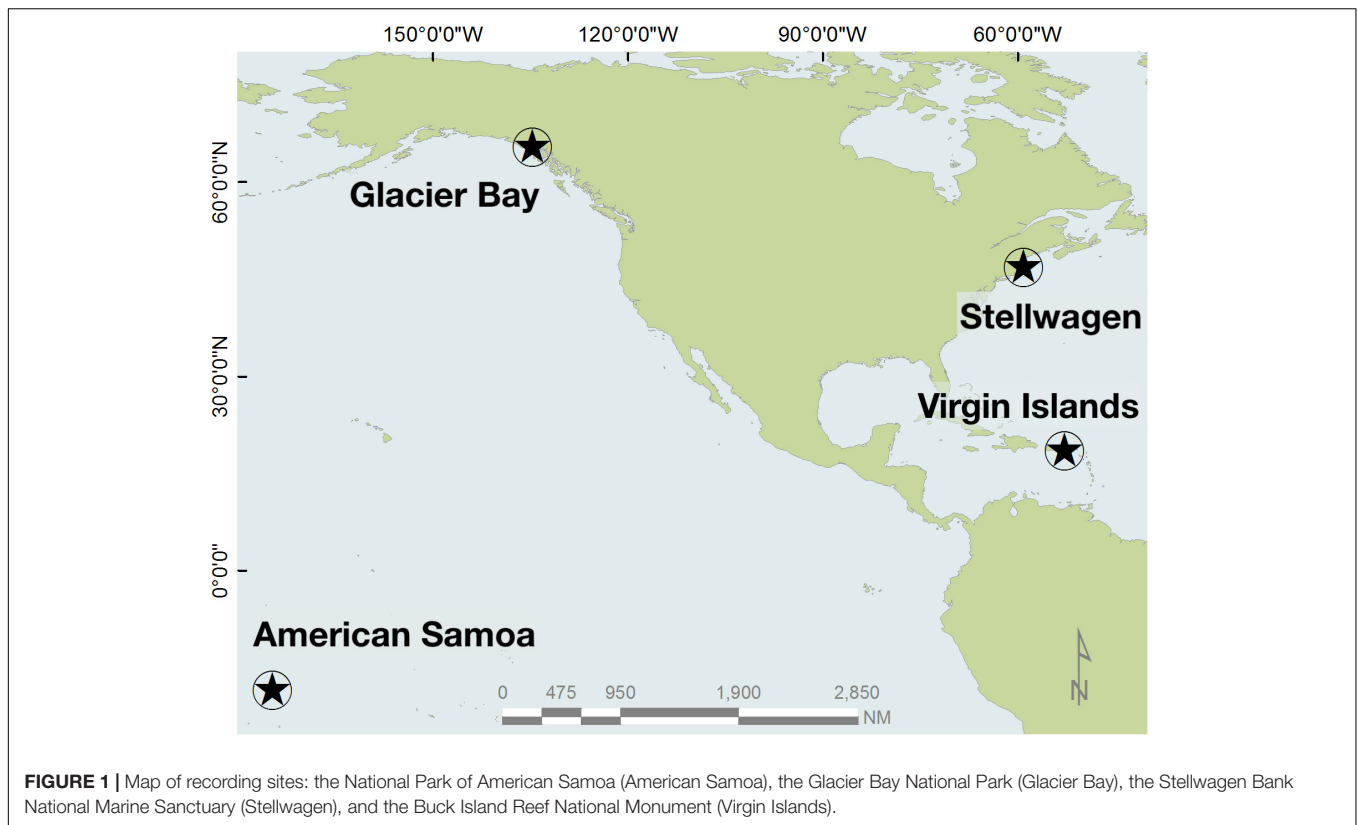 150°0'0"W 120°0'0"W 90°0'0"W 60°0'0"W
60°0'0"N
Glacier Bay
Stellwagen
30°0'0"N
Virgin Islands
0°0'0"
American Samoa
0 475 950 1,900 2,850
NM
N
FIGURE 1 | Map of recording sites: the National Park of American Samoa (American Samoa), the Glacier Bay National Park (Glacier Bay), the Stellwagen Bank
National Marine Sanctuary (Stellwagen), and the Buck Island Reef National Monument (Virgin Islands).